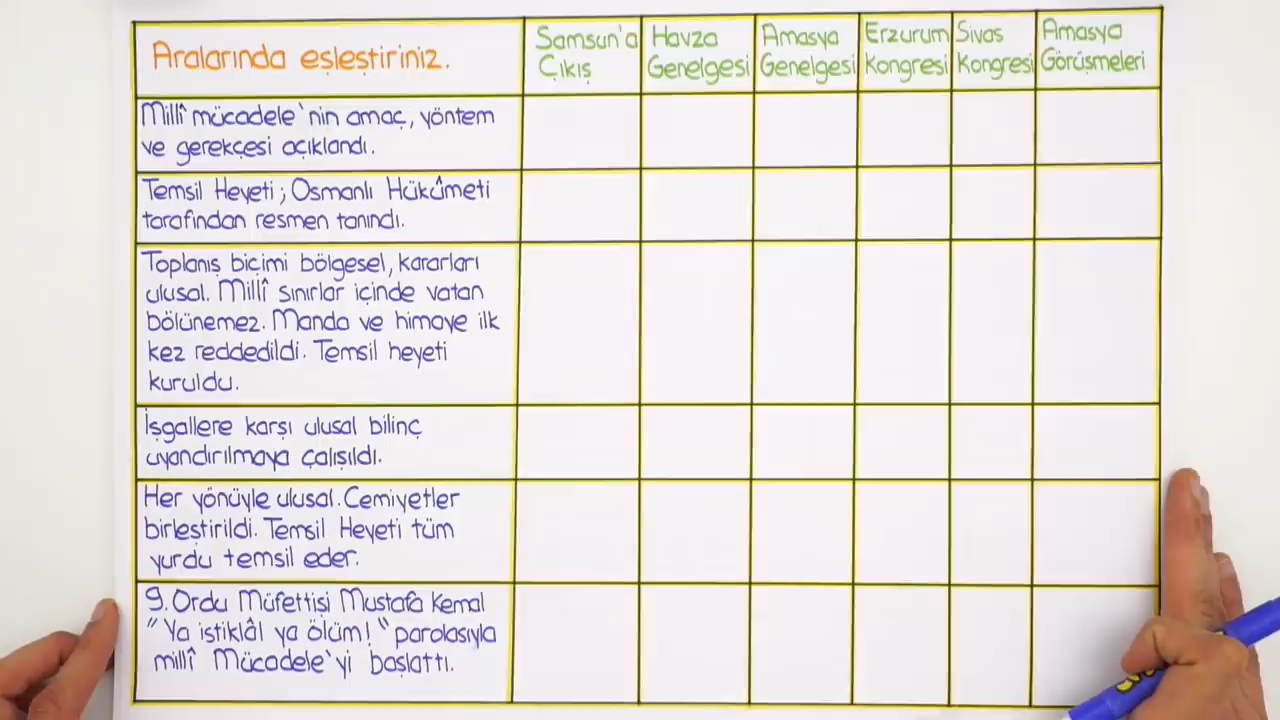 Aralarında eşleştiriniz.
Samsun'a
Çıkış
Havza
Genelgesi
Amasya
Genelgesi
Erzurum
Kongresi
Sivas
Kongresi
Amasya
Görüşmeleri
Millî mücadele'nin amaç, yöntem
ve gerekçesi açıklandı.
Temsil Heyeti; Osmanlı Hükûmeti
tarafından resmen tanındı.
Toplanış biçimi bölgesel, kararları
ulusal. Millî sınırlar içinde vatan
bölünemez. Manda ve himaye ilk
kez reddedildi. Temsil heyeti
kuruldu.
İşgallere karşı ulusal bilinç
uyandırılmaya çalışıldı.
Her yönüyle ulusal. Cemiyetler
birleştirildi. Temsil Heyeti tüm
yurdu temsil eder.
9. Ordu Müfettişi Mustafa Kemal
"Ya istiklâl ya ölüm!" parolasıyla
millî Mücadele'yi başlattı.